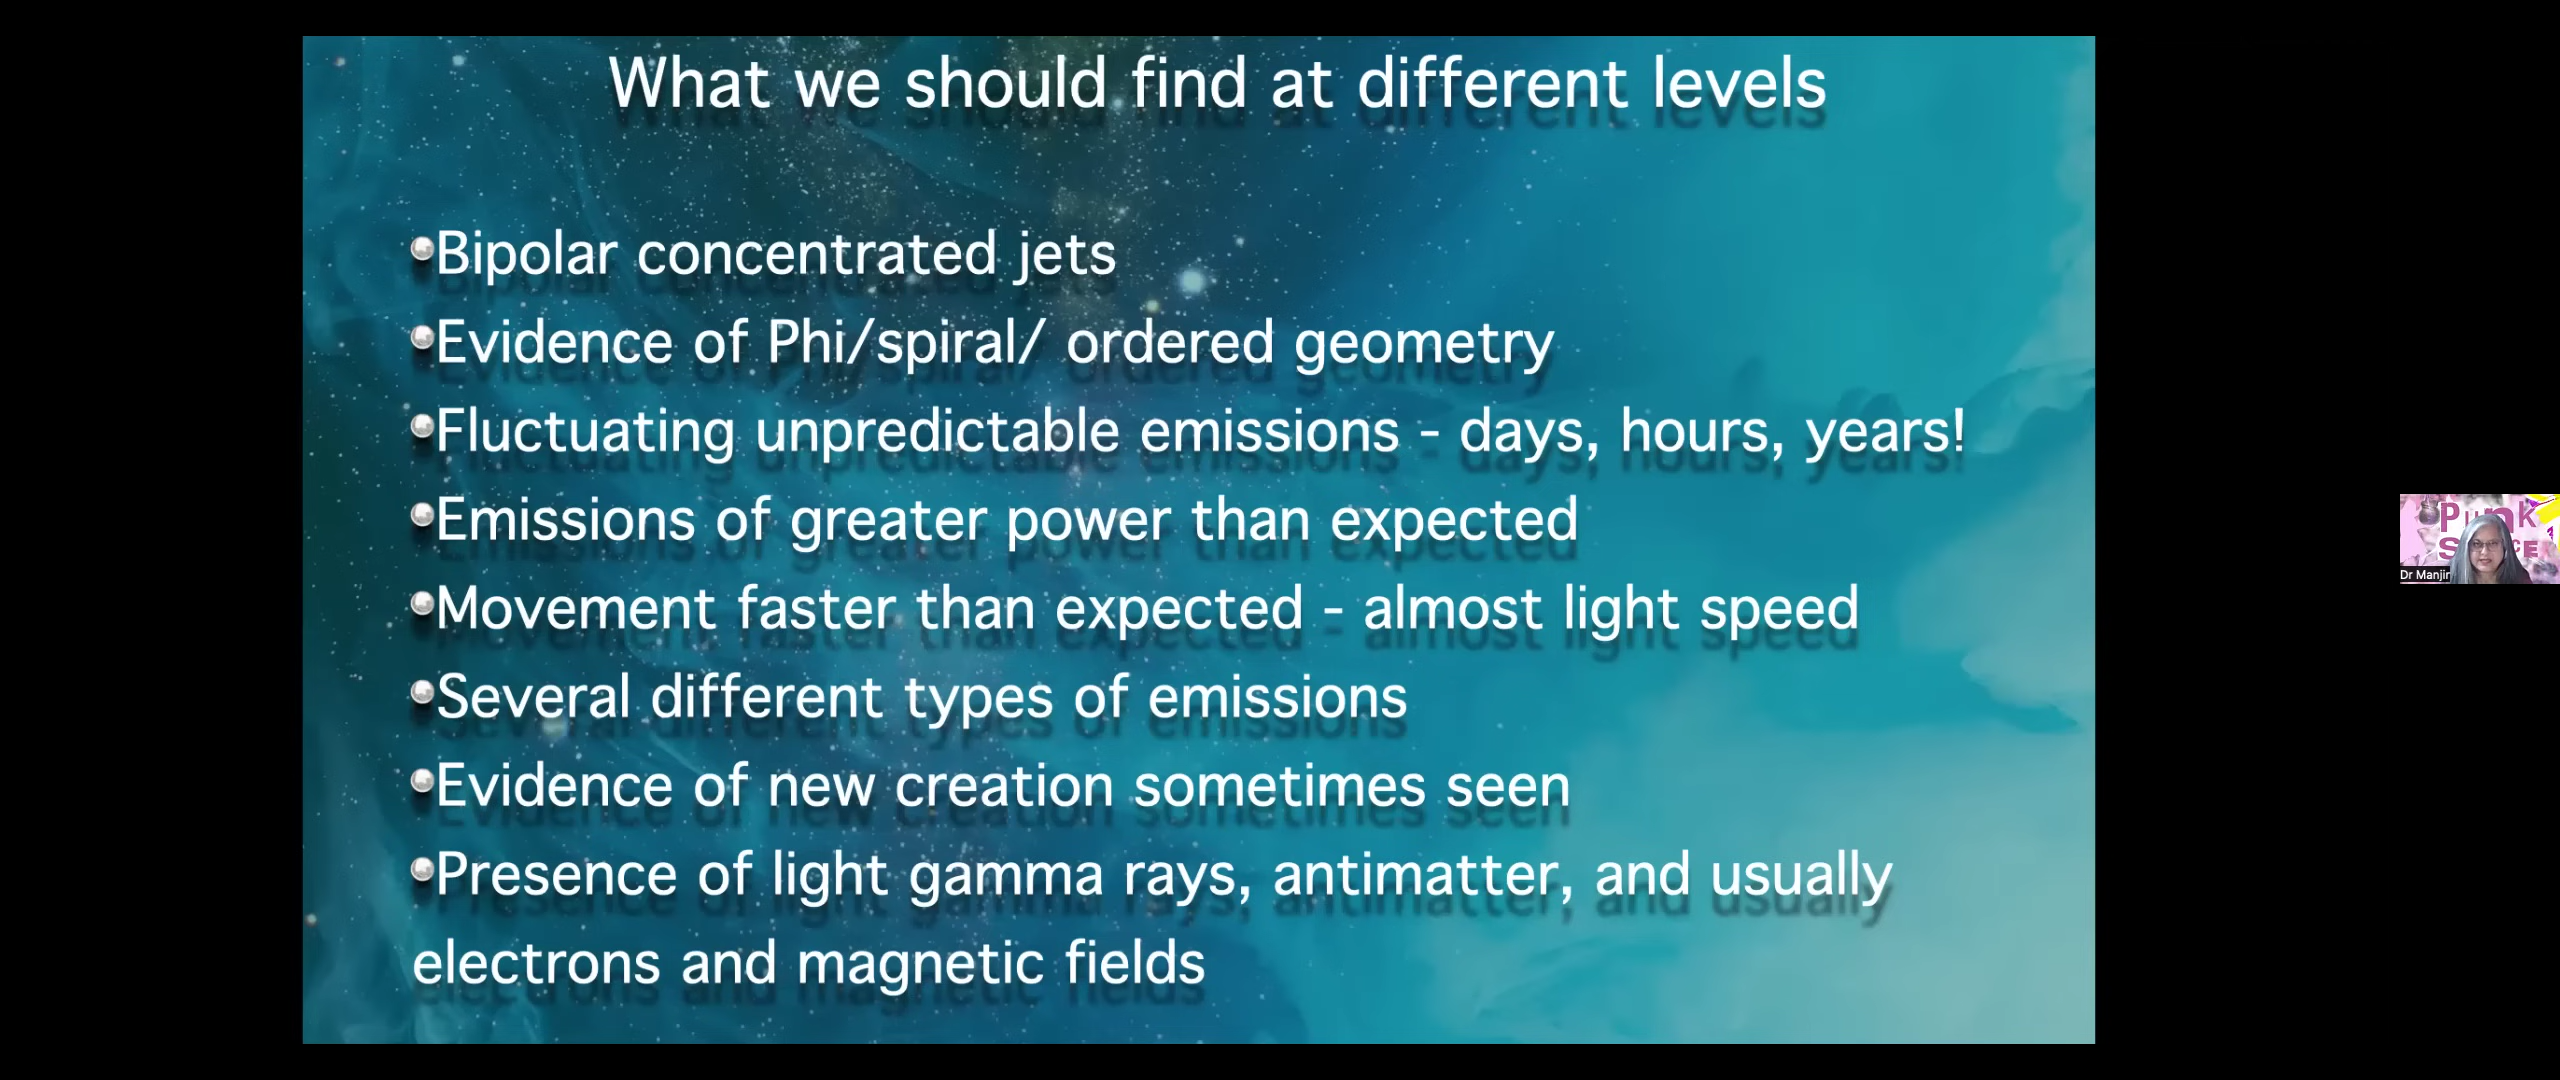 What we should find at different levels
•Bipolar concentrated jets
•Evidence of Phi/spiral/ ordered geometry
•Fluctuating unpredictable emissions - days, hours, years!
•Emissions of greater power than expected
•Movement faster than expected - almost light speed
•Several different types of emissions
•Evidence of new creation sometimes seen
•Presence of light gamma rays, antimatter, and usually
electrons and magnetic fields
Punk
Dr Manjir